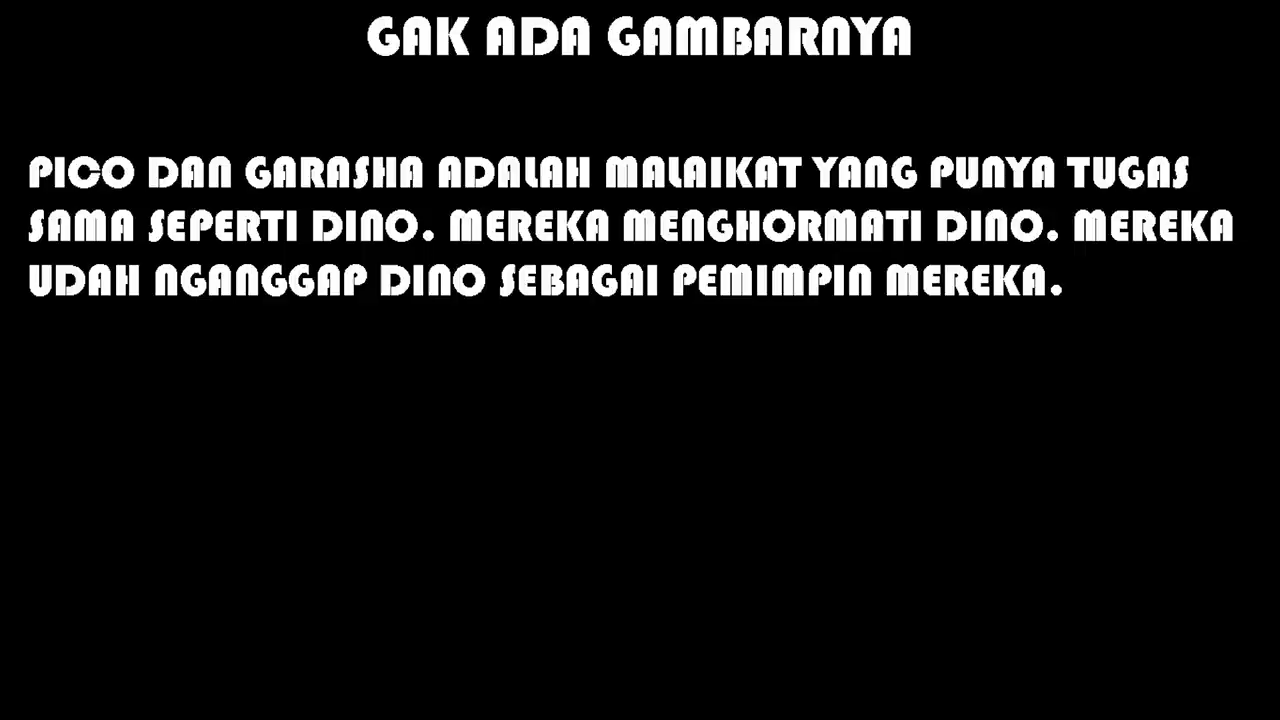 GAK ADA GAMBARNYA
PICO DAN GARASHA ADALAH MALAIKAT YANG PUNYA TUGAS
SAMA SEPERTI DINO. MEREKA MENGHORMATI DINO. MEREKA
UDAH NGANGGAP DINO SEBAGAI PEMIMPIN MEREKA.